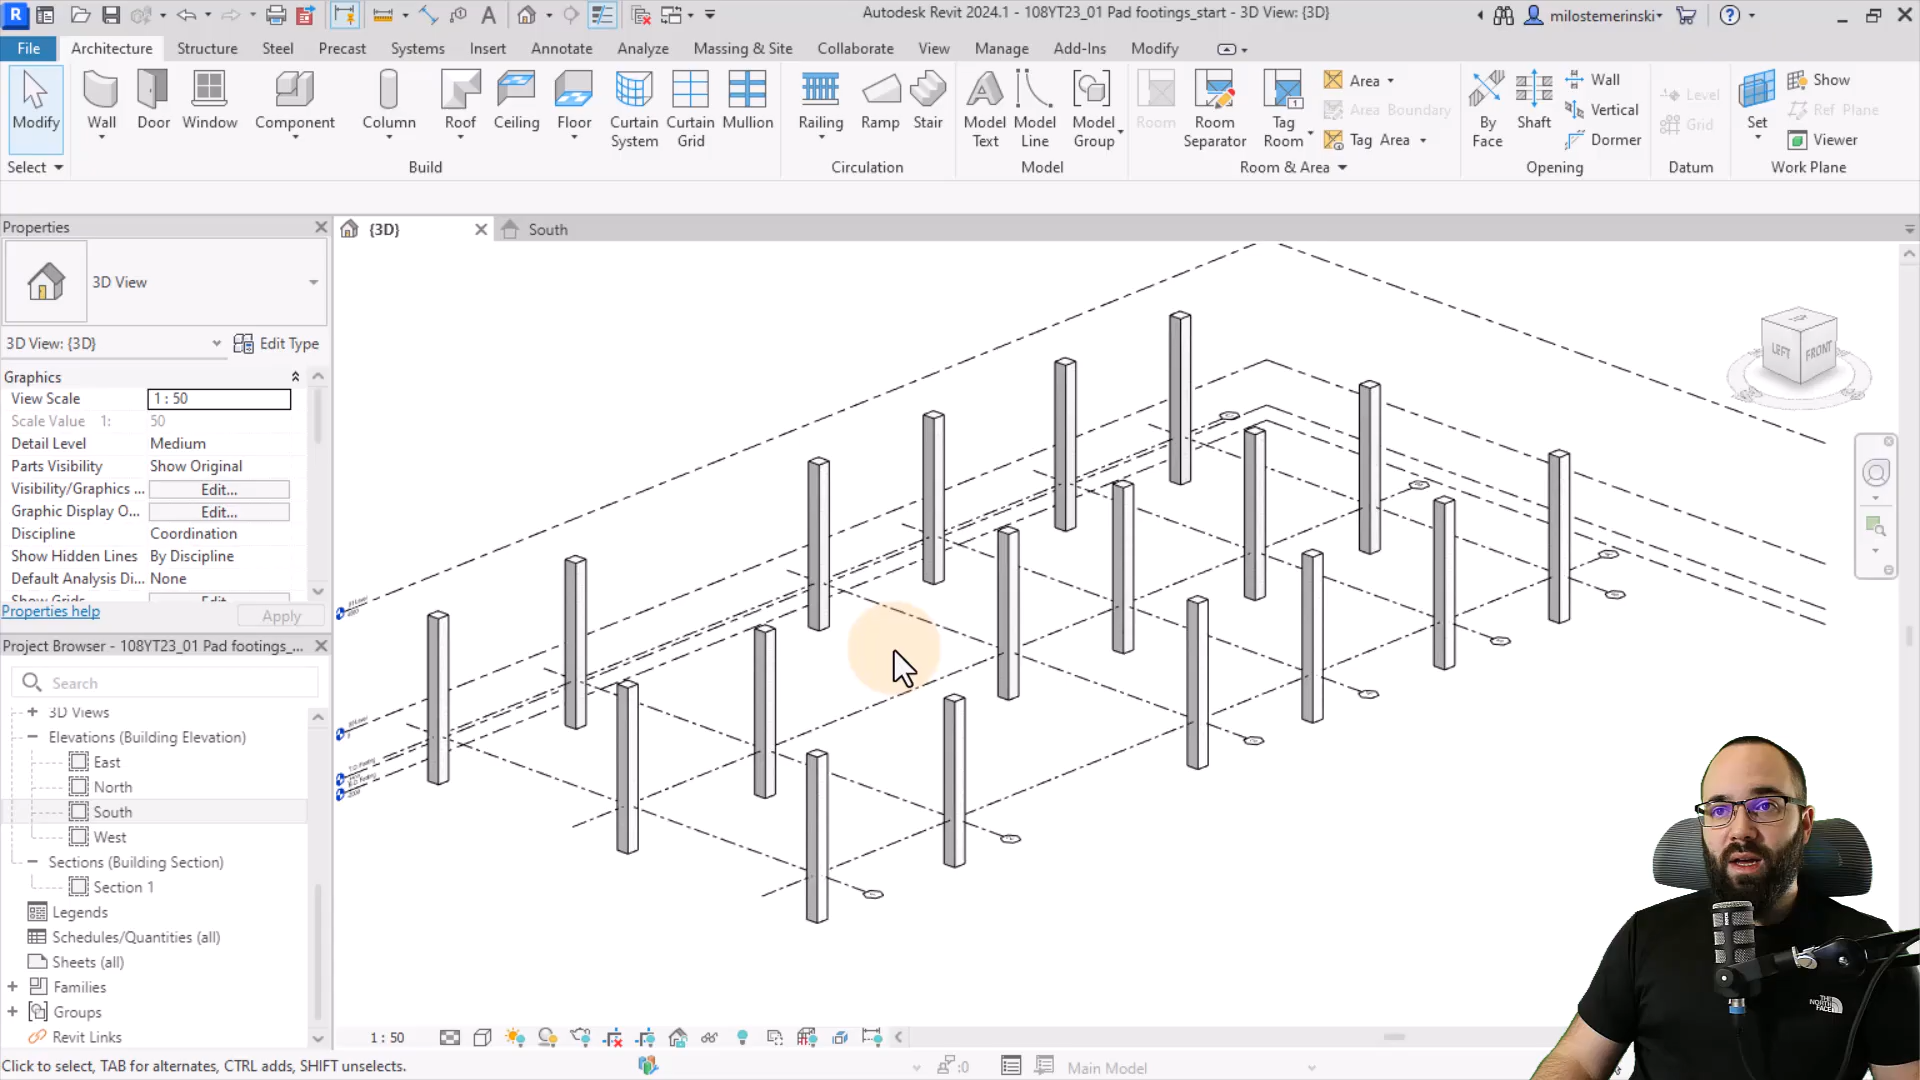 Autodesk Revit 2024.1 - 108YT23_01 Pad footings_start - 3D View: {3D}
milostemerinski
File Architecture Structure Steel Precast Systems Insert Annotate Analyze Massing & Site Collaborate View Manage Add-Ins Modify
Modify
Wall
Door
Window
Component
Column
Roof
Ceiling
Floor
Curtain System
Curtain Grid
Mullion
Railing
Ramp
Stair
Model Text
Model Line
Model Group
Room
Room Separator
Tag Room
Area
Area Boundary
Tag Area
By Face
Shaft
Wall
Vertical
Dormer
Level
Grid
Set
Show
Ref Plane
Viewer
Select
Build
Circulation
Model
Room & Area
Opening
Datum
Work Plane
Properties
{3D}
South
3D View
3D View: {3D}
Edit Type
Graphics
View Scale 1 : 50
Scale Value 1: 50
Detail Level Medium
Parts Visibility Show Original
Visibility/Graphics ... Edit...
Graphic Display O... Edit...
Discipline Coordination
Show Hidden Lines By Discipline
Default Analysis Di... None
Show Grids Edit
Properties help
Apply
LEFT
FRONT
Project Browser - 108YT23_01 Pad footings_...
Search
3D Views
Elevations (Building Elevation)
East
North
South
West
Sections (Building Section)
Section 1
Legends
Schedules/Quantities (all)
Sheets (all)
Families
Groups
Revit Links
1 : 50
Click to select, TAB for alternates, CTRL adds, SHIFT unselects.
:0
Main Model
THE
NORTH
FACE